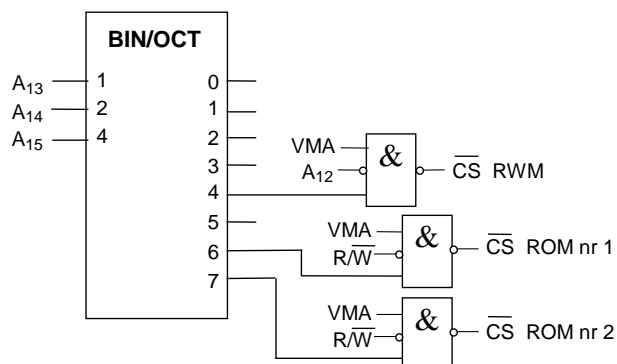 BIN/OCT
A13
1
0
A14
2
1
A15
4
2
3
4
5
6
7
VMA
A12
&
CS RWM
VMA
R/W
&
CS ROM nr 1
VMA
R/W
&
CS ROM nr 2